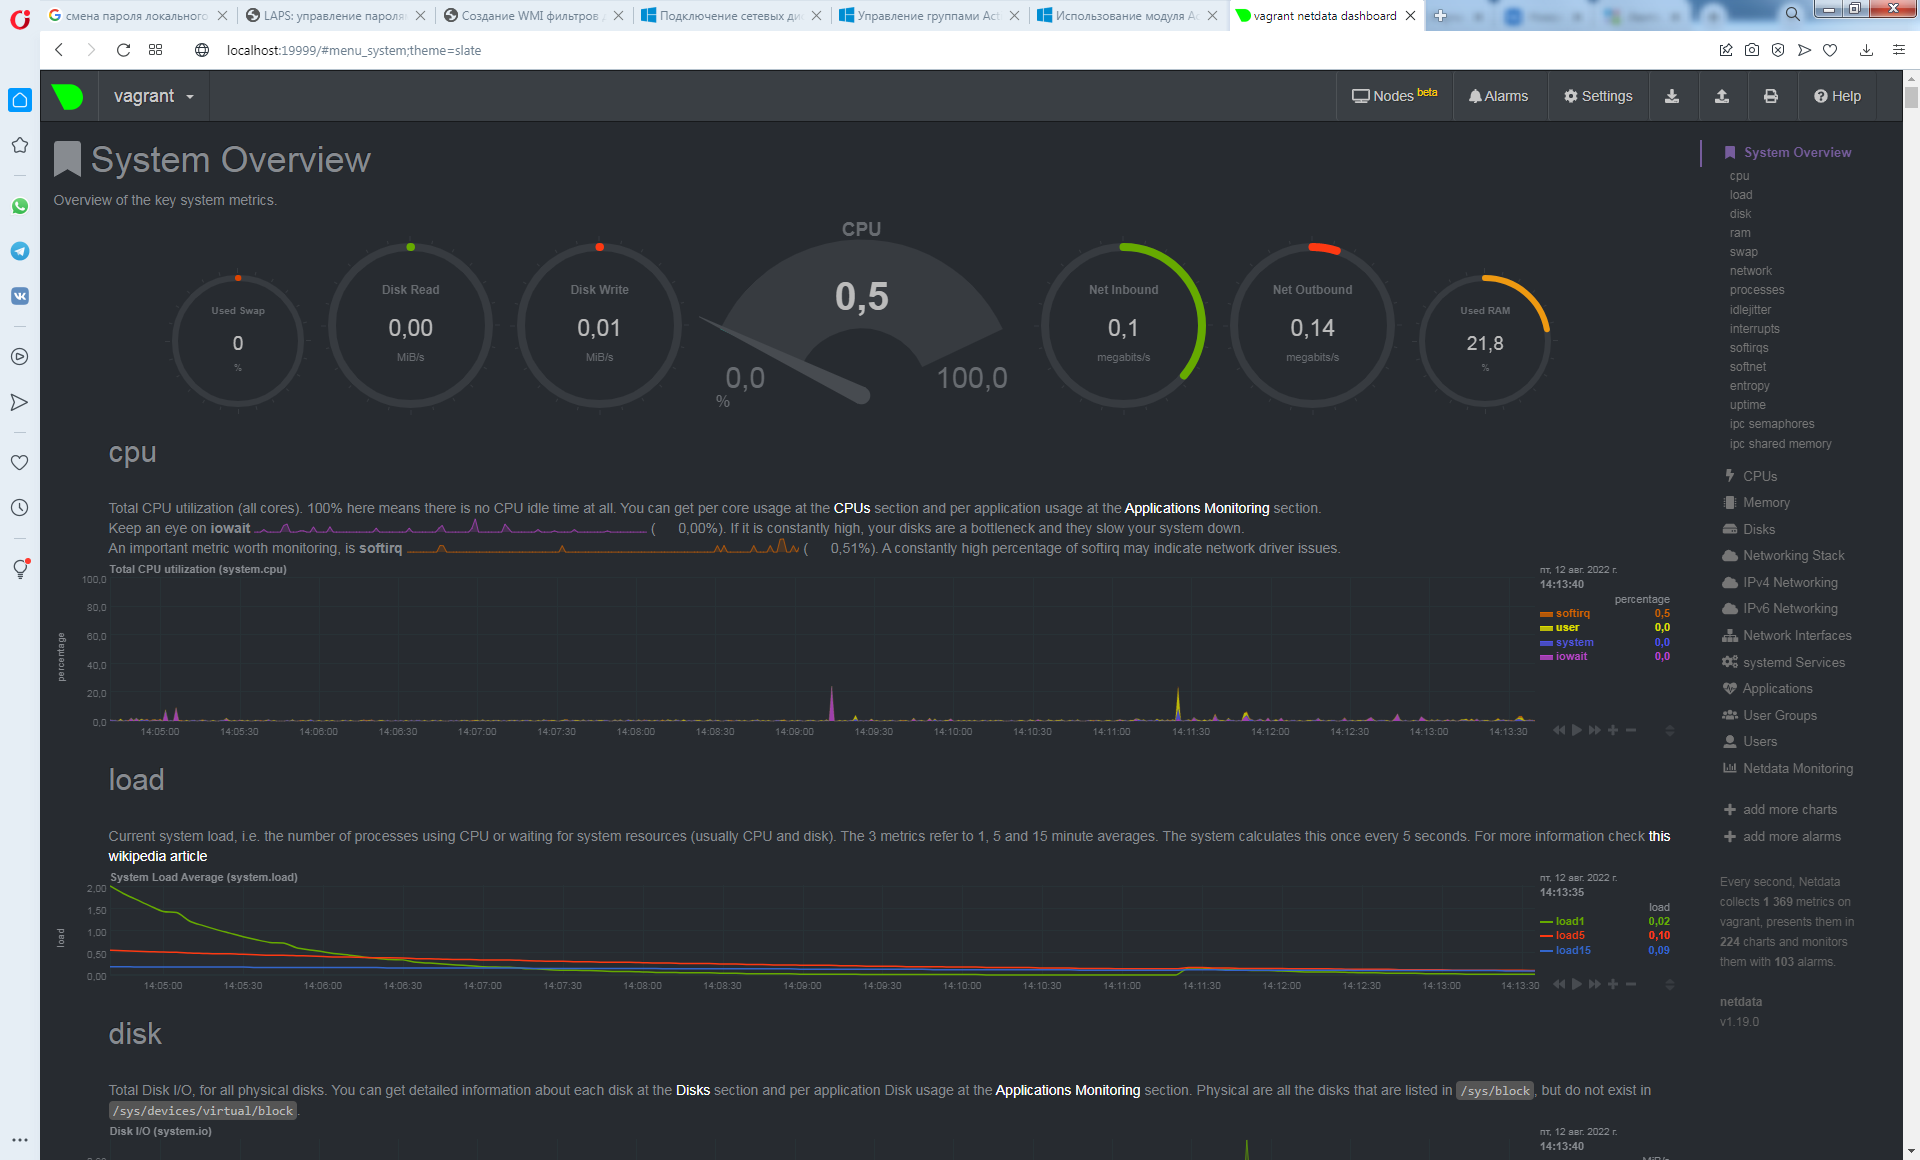 смена пароля локального
LAPS: управление пароля
Создание WMI фильтров д
Подключение сетевых ди
Управление группами Act
Использование модуля Ac
vagrant netdata dashboard
localhost:19999/#menu_system;theme=slate
vagrant
Nodes beta
Alarms
Settings
Help
System Overview
Overview of the key system metrics.
Used Swap
0
%
Disk Read
0,00
MiB/s
Disk Write
0,01
MiB/s
CPU
0,5
0,0
100,0
%
Net Inbound
0,1
megabits/s
Net Outbound
0,14
megabits/s
Used RAM
21,8
%
cpu
Total CPU utilization (all cores). 100% here means there is no CPU idle time at all. You can get per core usage at the CPUs section and per application usage at the Applications Monitoring section.
Keep an eye on iowait ( 0,00%). If it is constantly high, your disks are a bottleneck and they slow your system down.
An important metric worth monitoring, is softirq ( 0,51%). A constantly high percentage of softirq may indicate network driver issues.
Total CPU utilization (system.cpu)
percentage
100,0
80,0
60,0
40,0
20,0
0,0
14:05:00 14:05:30 14:06:00 14:06:30 14:07:00 14:07:30 14:08:00 14:08:30 14:09:00 14:09:30 14:10:00 14:10:30 14:11:00 14:11:30 14:12:00 14:12:30 14:13:00 14:13:30
пт, 12 авг. 2022 г.
14:13:40
percentage
softirq 0,5
user 0,0
system 0,0
iowait 0,0
load
Current system load, i.e. the number of processes using CPU or waiting for system resources (usually CPU and disk). The 3 metrics refer to 1, 5 and 15 minute averages. The system calculates this once every 5 seconds. For more information check this
wikipedia article
System Load Average (system.load)
load
2,00
1,50
1,00
0,50
0,00
14:05:00 14:05:30 14:06:00 14:06:30 14:07:00 14:07:30 14:08:00 14:08:30 14:09:00 14:09:30 14:10:00 14:10:30 14:11:00 14:11:30 14:12:00 14:12:30 14:13:00 14:13:30
пт, 12 авг. 2022 г.
14:13:35
load
load1 0,02
load5 0,10
load15 0,09
disk
Total Disk I/O, for all physical disks. You can get detailed information about each disk at the Disks section and per application Disk usage at the Applications Monitoring section. Physical are all the disks that are listed in /sys/block, but do not exist in
/sys/devices/virtual/block.
Disk I/O (system.io)
пт, 12 авг. 2022 г.
14:13:40
System Overview
cpu
load
disk
ram
swap
network
processes
idlejitter
interrupts
softirqs
softnet
entropy
uptime
ipc semaphores
ipc shared memory
CPUs
Memory
Disks
Networking Stack
IPv4 Networking
IPv6 Networking
Network Interfaces
systemd Services
Applications
User Groups
Users
Netdata Monitoring
add more charts
add more alarms
Every second, Netdata
collects 1 369 metrics on
vagrant, presents them in
224 charts and monitors
them with 103 alarms.
netdata
v1.19.0